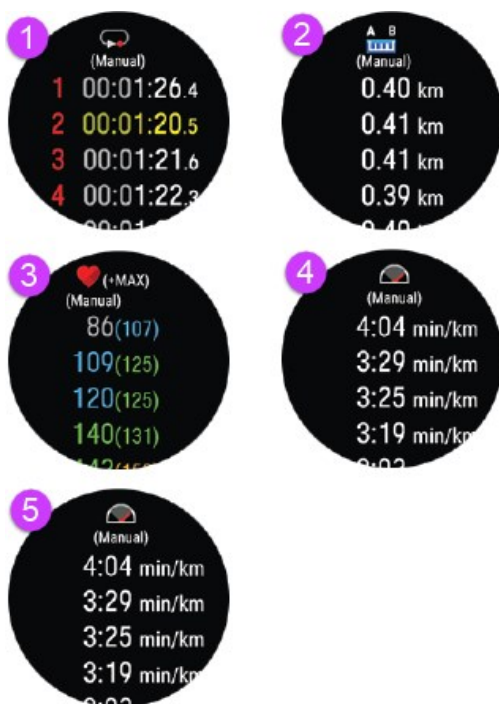 1
(Manual)
1 00:01:26.4
2 00:01:20.5
3 00:01:21.6
4 00:01:22.3
2
A B
(Manual)
0.40 km
0.41 km
0.41 km
0.39 km
3
(+MAX)
(Manual)
86(107)
109(125)
120(125)
140(131)
4
(Manual)
4:04 min/km
3:29 min/km
3:25 min/km
3:19 min/km
5
(Manual)
4:04 min/km
3:29 min/km
3:25 min/km
3:19 min/km